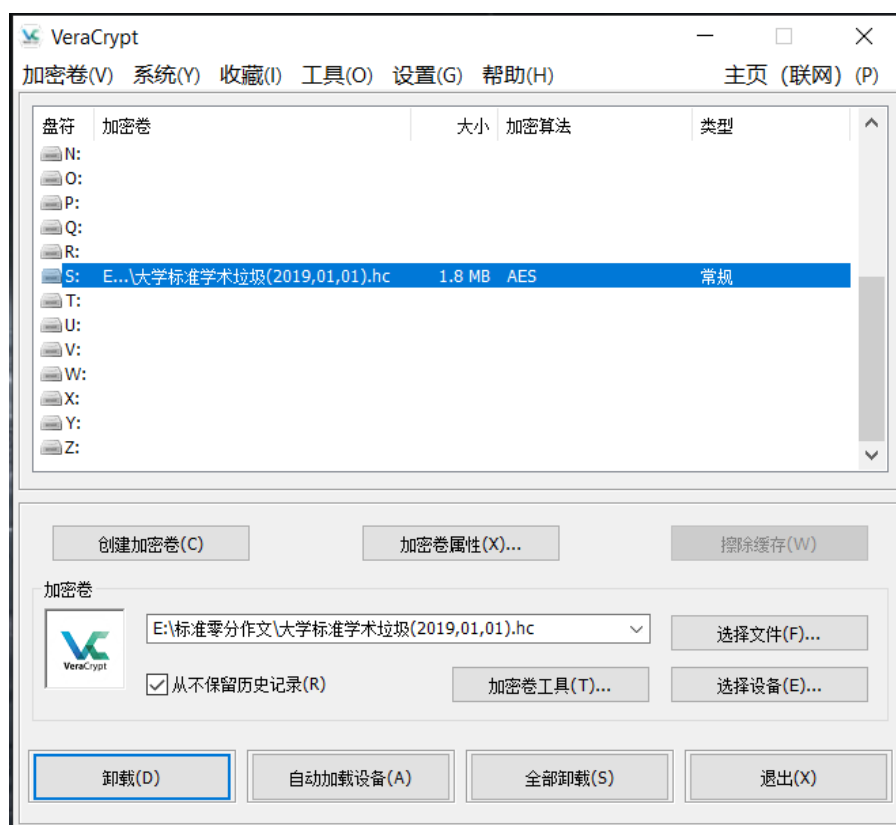 VeraCrypt
加密卷(V) 系统(Y) 收藏(I) 工具(O) 设置(G) 帮助(H) 主页 (联网) (P)
盘符 加密卷 大小 加密算法 类型
N:
O:
P:
Q:
R:
S: E...\大学标准学术垃圾(2019,01,01).hc 1.8 MB AES 常规
T:
U:
V:
W:
X:
Y:
Z:
创建加密卷(C) 加密卷属性(X)... 擦除缓存(W)
加密卷
VeraCrypt
E:\标准零分作文\大学标准学术垃圾(2019,01,01).hc 选择文件(F)...
从不保留历史记录(R) 加密卷工具(T)... 选择设备(E)...
卸载(D) 自动加载设备(A) 全部卸载(S) 退出(X)